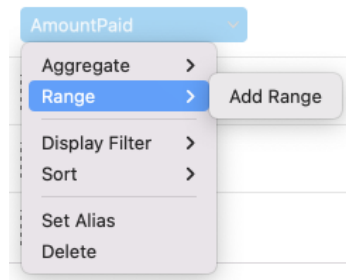 AmountPaid
Aggregate
Range
Add Range
Display Filter
Sort
Set Alias
Delete